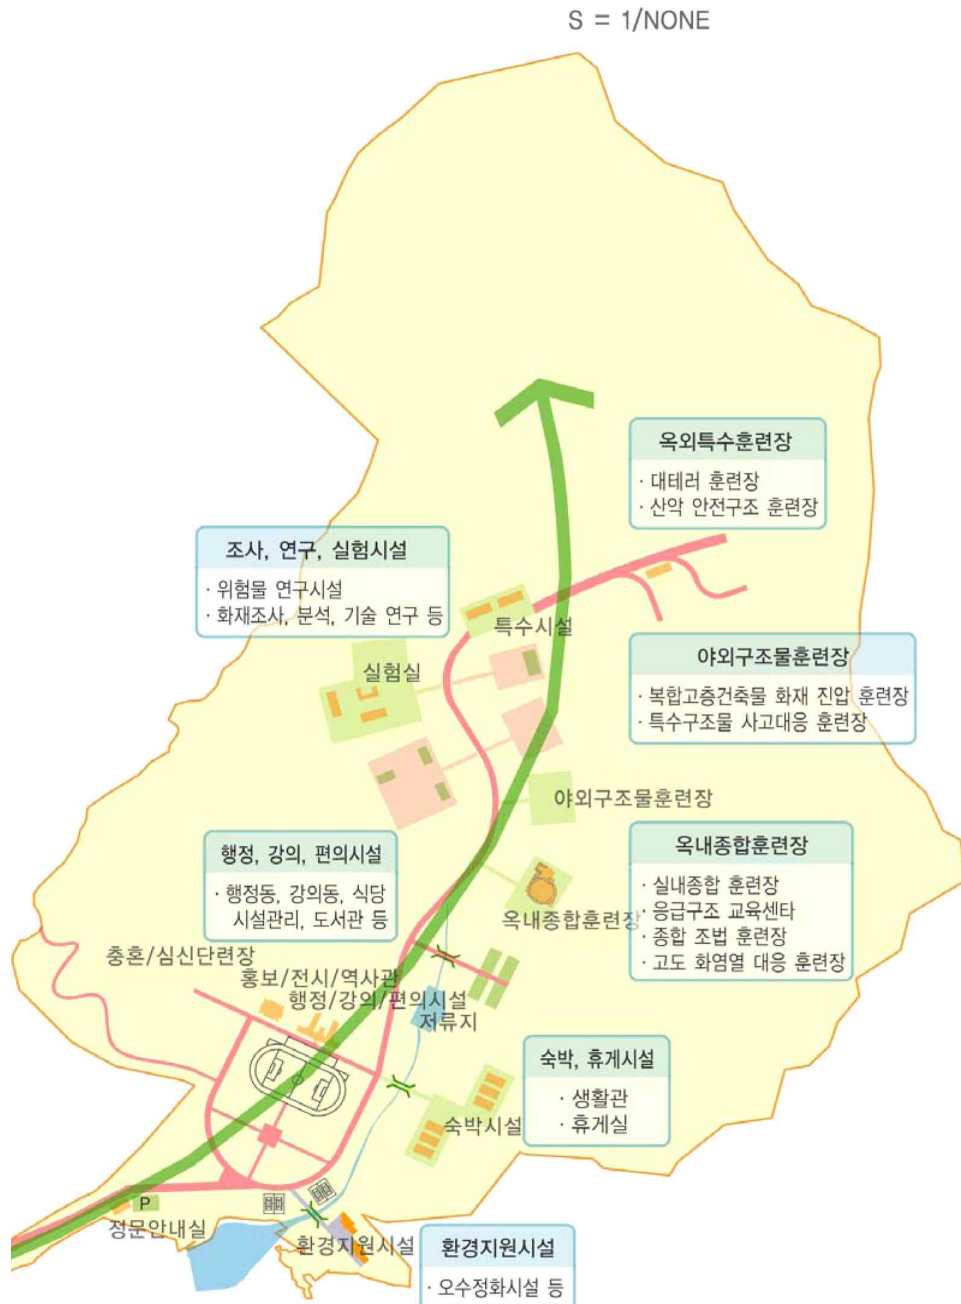 S = 1/NONE
옥외특수훈련장
· 대테러 훈련장
· 산악 안전구조 훈련장
조사, 연구, 실험시설
· 위험물 연구시설
· 화재조사, 분석, 기술 연구 등
특수시설
실험실
야외구조물훈련장
· 복합고층건축물 화재 진압 훈련장
· 특수구조물 사고대응 훈련장
야외구조물훈련장
행정, 강의, 편의시설
· 행정동, 강의동, 식당
시설관리, 도서관 등
옥내종합훈련장
· 실내종합 훈련장
· 응급구조 교육센타
· 종합 조법 훈련장
· 고도 화염열 대응 훈련장
옥내종합훈련장
충혼/심신단련장
홍보/전시/역사관
행정/강의/편의시설
저류지
숙박, 휴게시설
· 생활관
· 휴게실
숙박시설
P
정문안내실
환경지원시설
환경지원시설
· 오수정화시설 등